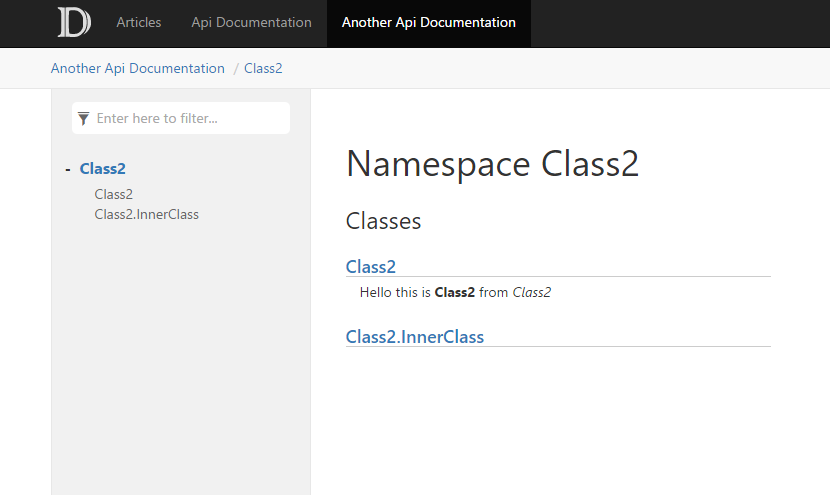 Articles Api Documentation Another Api Documentation
Another Api Documentation / Class2
Enter here to filter...
- Class2
Class2
Class2.InnerClass
Namespace Class2
Classes
Class2
Hello this is Class2 from Class2
Class2.InnerClass